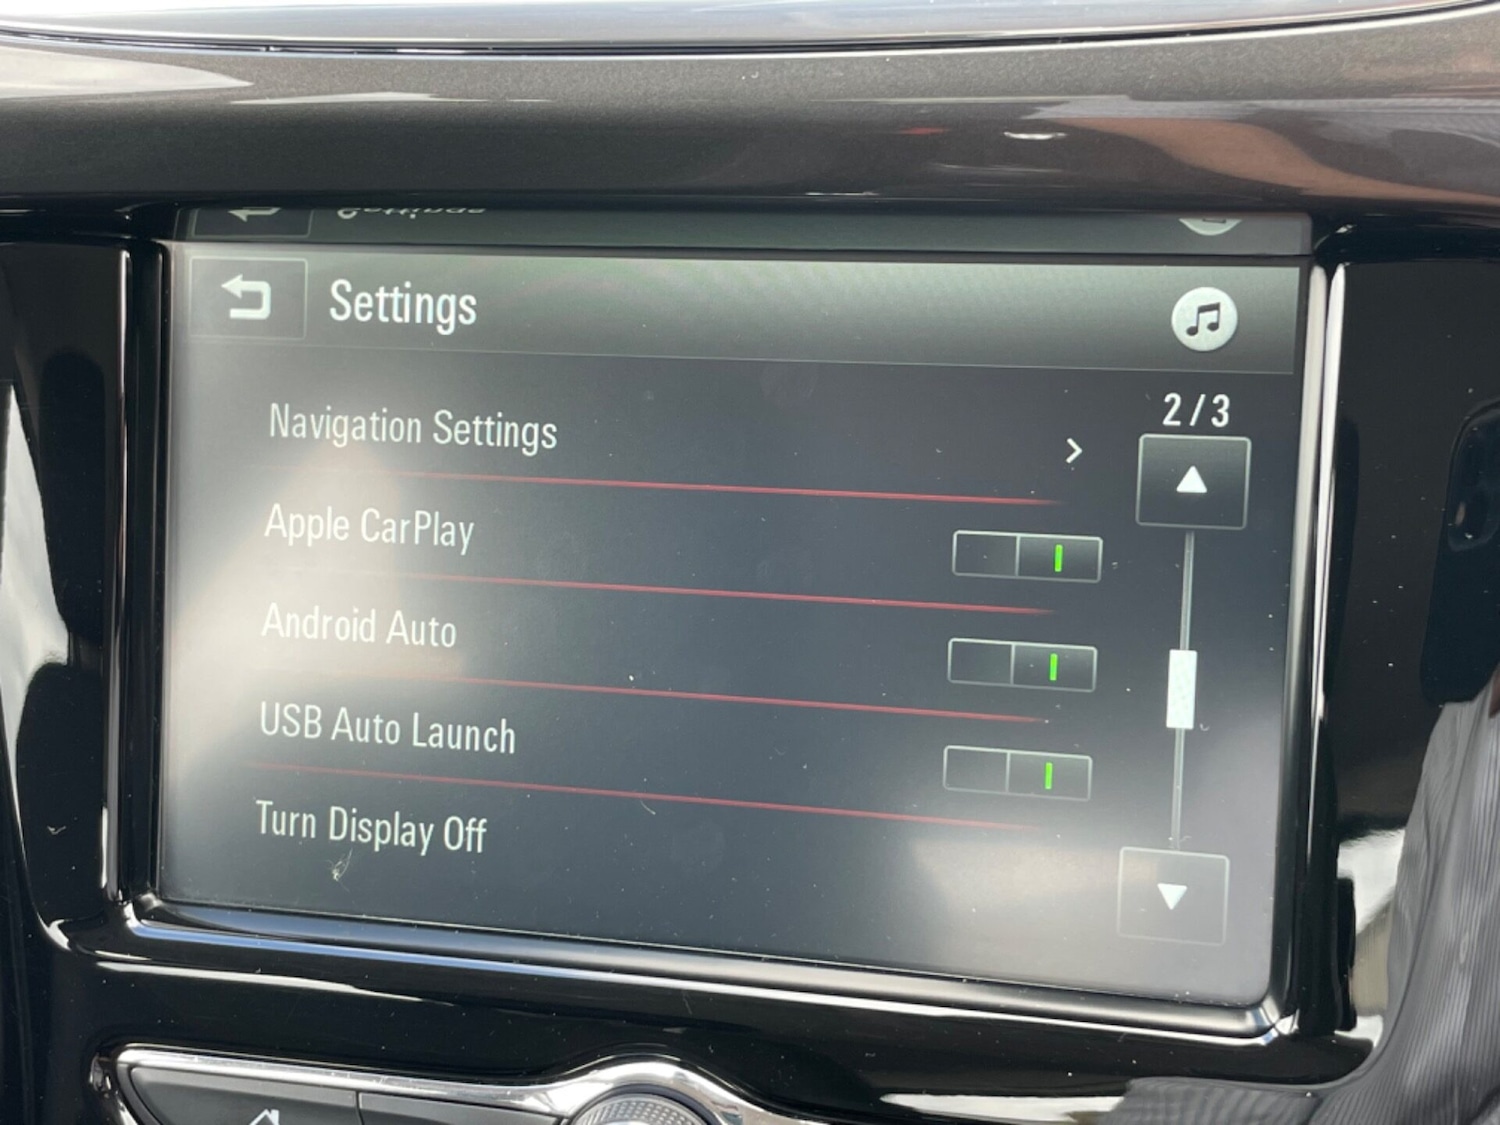 Settings
2/3
Navigation Settings
Apple CarPlay
Android Auto
USB Auto Launch
Turn Display Off